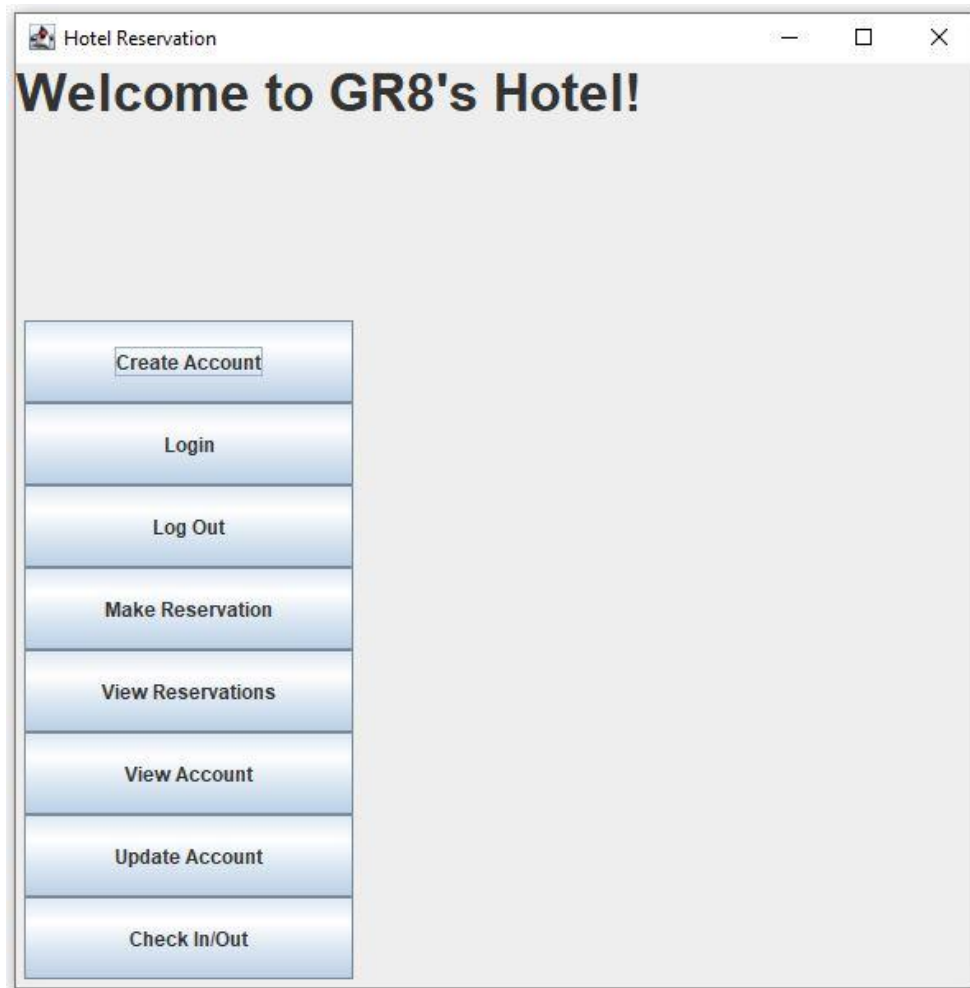 Hotel Reservation
Welcome to GR8's Hotel!
Create Account
Login
Log Out
Make Reservation
View Reservations
View Account
Update Account
Check In/Out